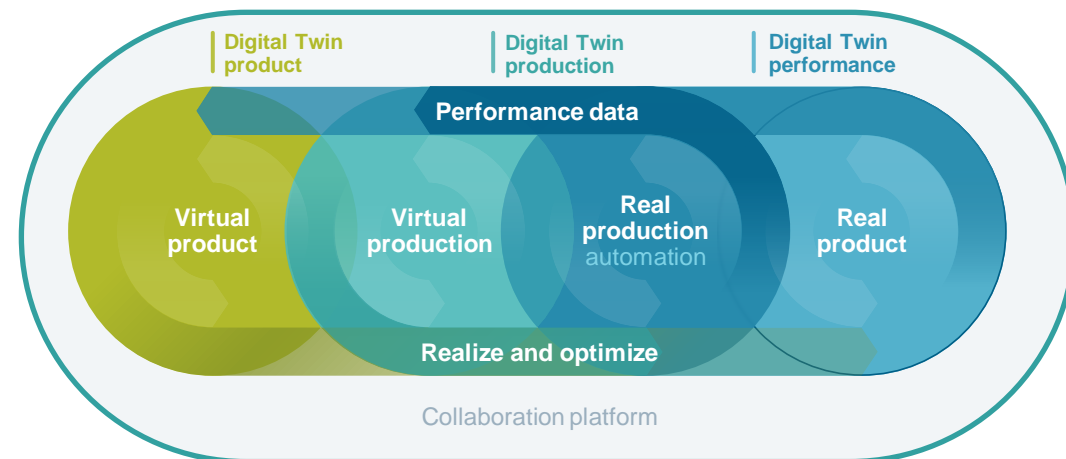 Digital Twin
product
Digital Twin
production
Digital Twin
performance
Performance data
Virtual
product
Virtual
production
Real
production
automation
Real
product
Realize and optimize
Collaboration platform